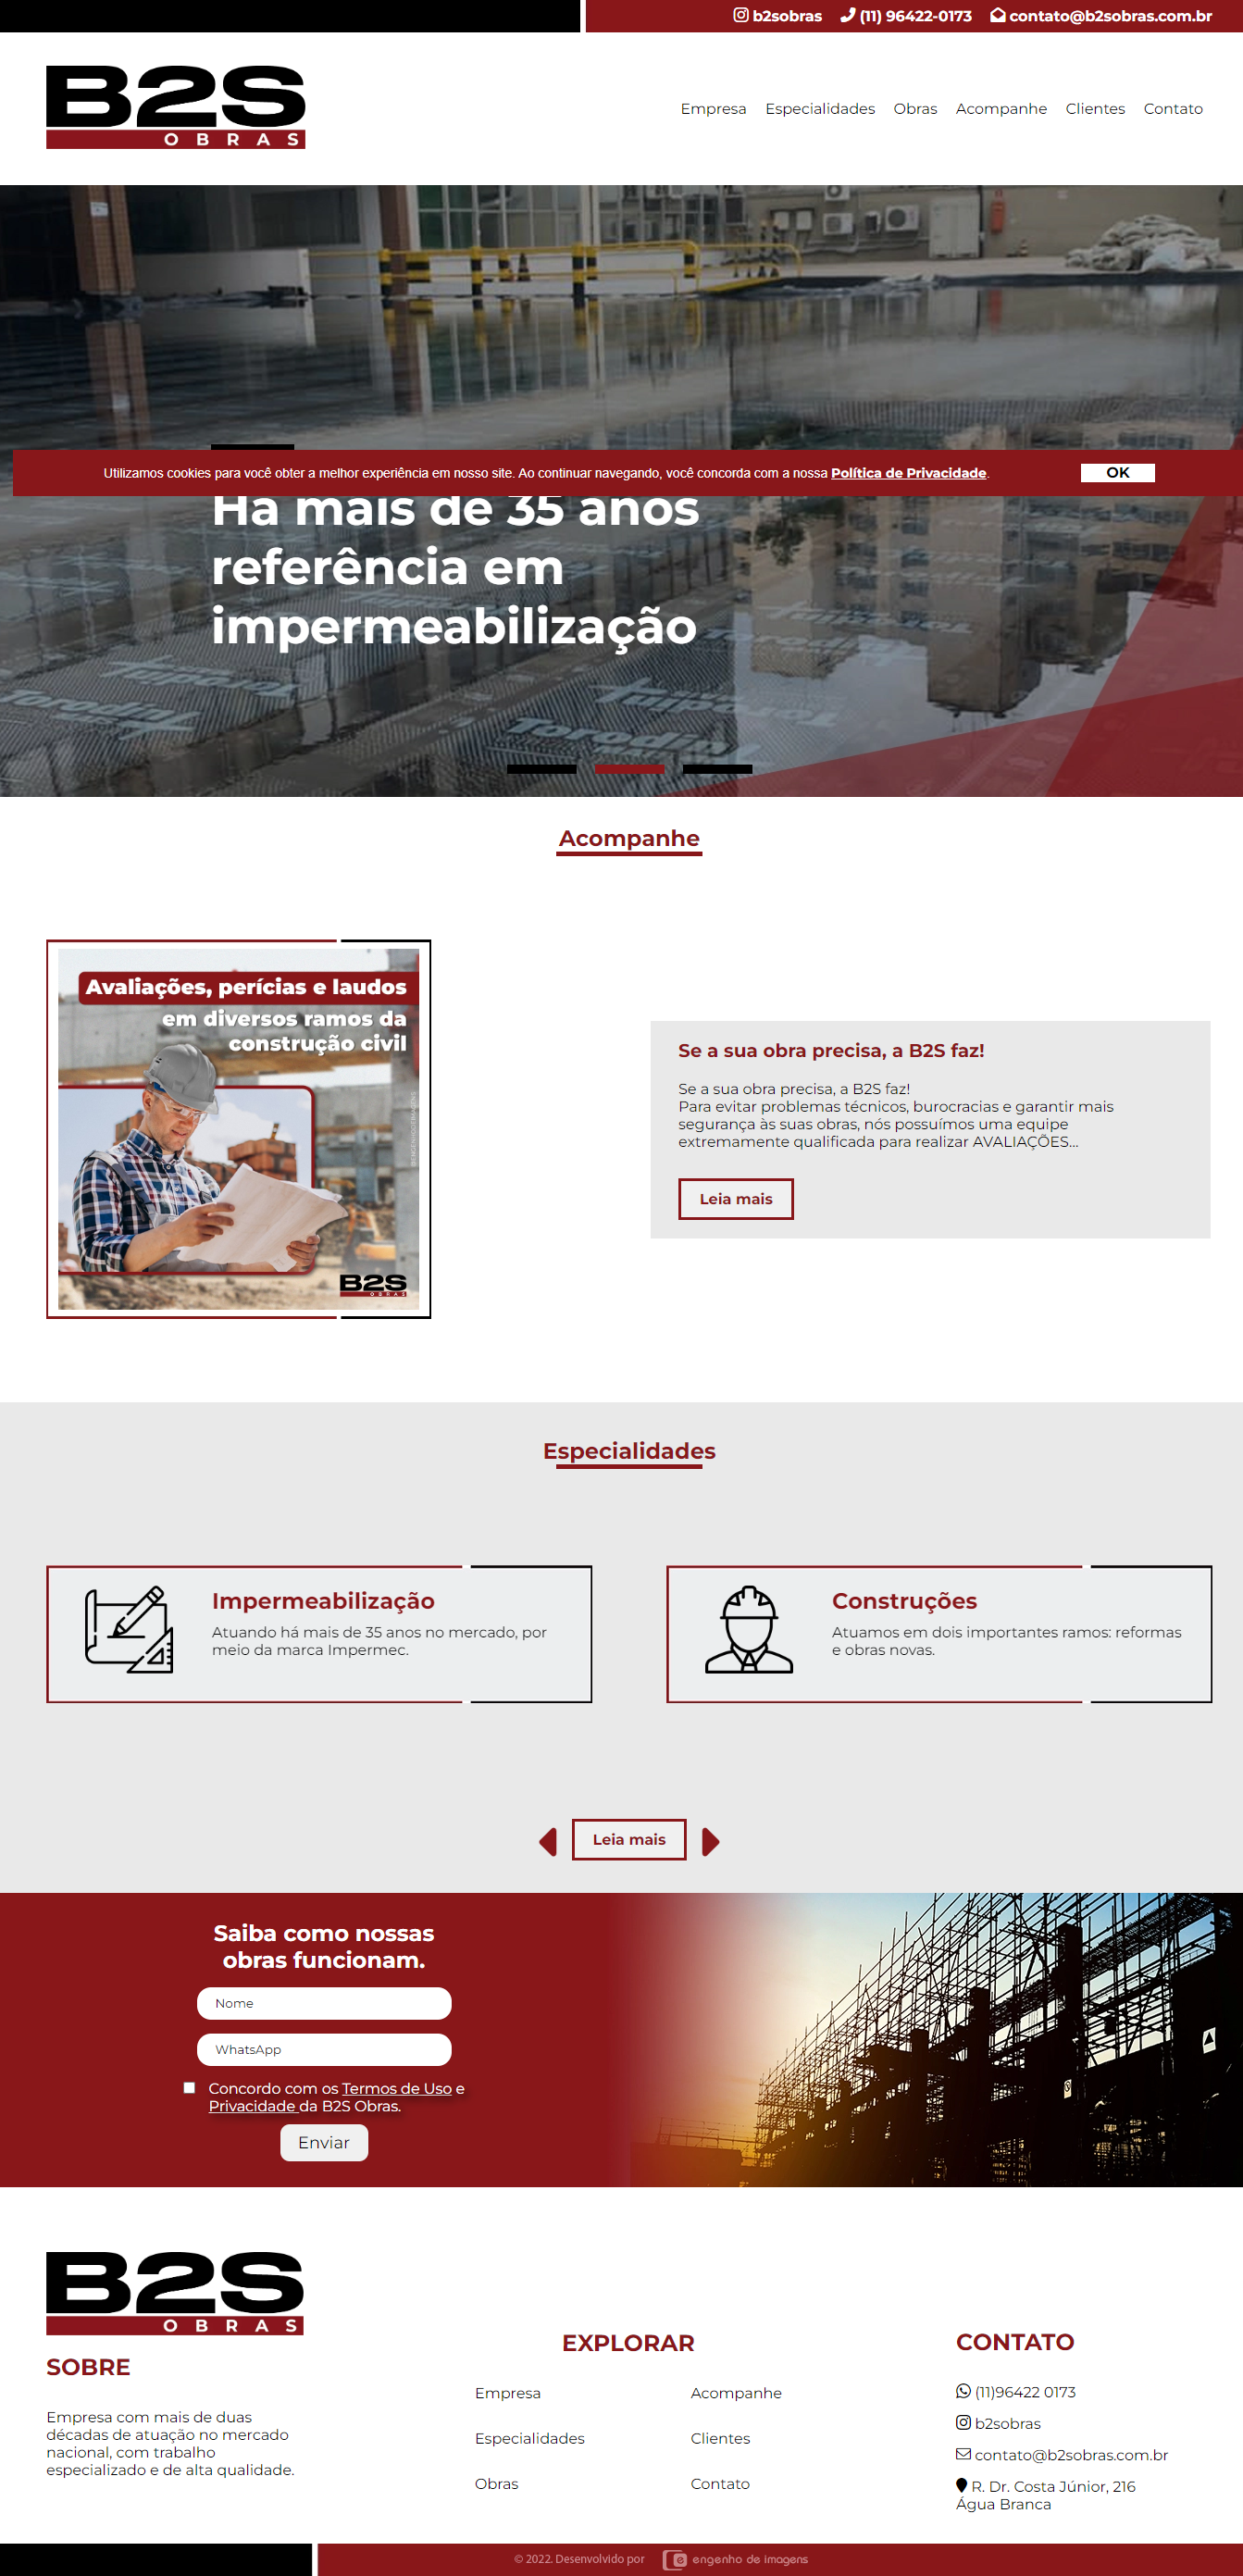 b2sobras (11) 96422-0173 contato@b2sobras.com.br
B2S
OBRAS
Empresa Especialidades Obras Acompanhe Clientes Contato
Utilizamos cookies para você obter a melhor experiência em nosso site. Ao continuar navegando, você concorda com a nossa Política de Privacidade. OK
Há mais de 35 anos
referência em
impermeabilização
Acompanhe
Avaliações, perícias e laudos
em diversos ramos da
construção civil
B2S
OBRAS
Se a sua obra precisa, a B2S faz!
Se a sua obra precisa, a B2S faz!
Para evitar problemas técnicos, burocracias e garantir mais
segurança às suas obras, nós possuímos uma equipe
extremamente qualificada para realizar AVALIAÇÕES...
Leia mais
Especialidades
Impermeabilização
Atuando há mais de 35 anos no mercado, por
meio da marca Impermec.
Construções
Atuamos em dois importantes ramos: reformas
e obras novas.
Leia mais
Saiba como nossas
obras funcionam.
Nome
WhatsApp
Concordo com os Termos de Uso e
Privacidade da B2S Obras.
Enviar
B2S
OBRAS
SOBRE
Empresa com mais de duas
décadas de atuação no mercado
nacional, com trabalho
especializado e de alta qualidade.
EXPLORAR
Empresa
Especialidades
Obras
Acompanhe
Clientes
Contato
CONTATO
(11)96422 0173
b2sobras
contato@b2sobras.com.br
R. Dr. Costa Júnior, 216
Água Branca
© 2022. Desenvolvido por engenho de imagens